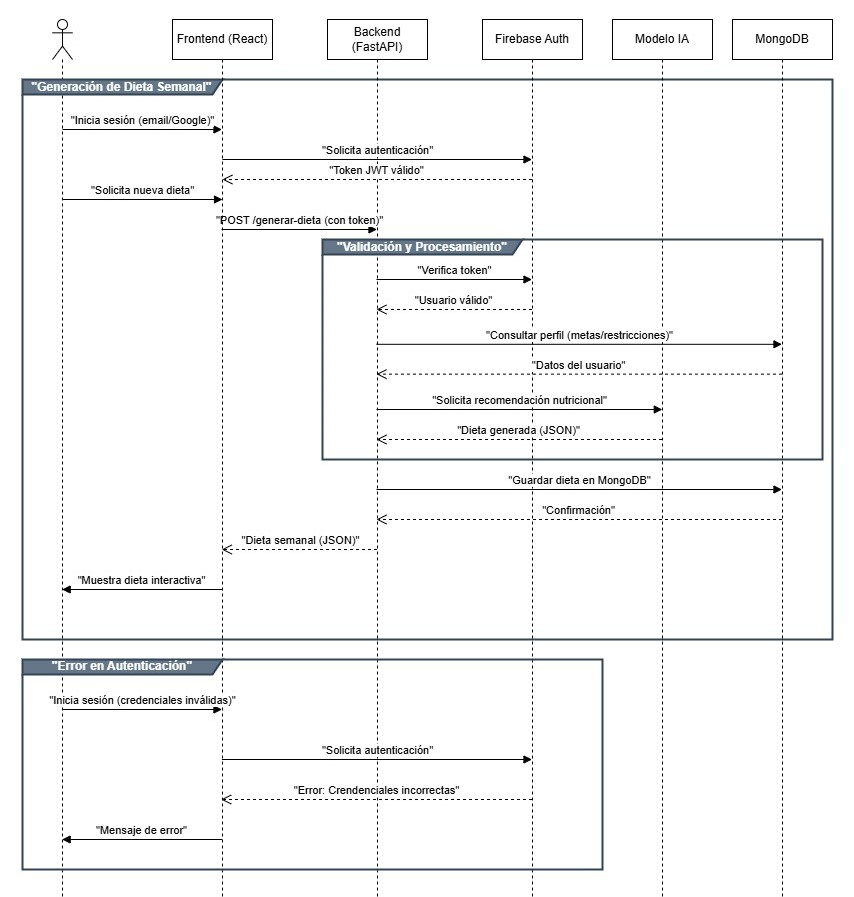 Frontend (React)
Backend
(FastAPI)
Firebase Auth
Modelo IA
MongoDB
"Generación de Dieta Semanal"
"Inicia sesión (email/Google)"
"Solicita autenticación"
"Token JWT válido"
"Solicita nueva dieta"
"POST /generar-dieta (con token)"
"Validación y Procesamiento"
"Verifica token"
"Usuario válido"
"Consultar perfil (metas/restricciones)"
"Datos del usuario"
"Solicita recomendación nutricional"
"Dieta generada (JSON)"
"Guardar dieta en MongoDB"
"Confirmación"
"Dieta semanal (JSON)"
"Muestra dieta interactiva"
"Error en Autenticación"
"Inicia sesión (credenciales inválidas)"
"Solicita autenticación"
"Error: Crendenciales incorrectas"
"Mensaje de error"